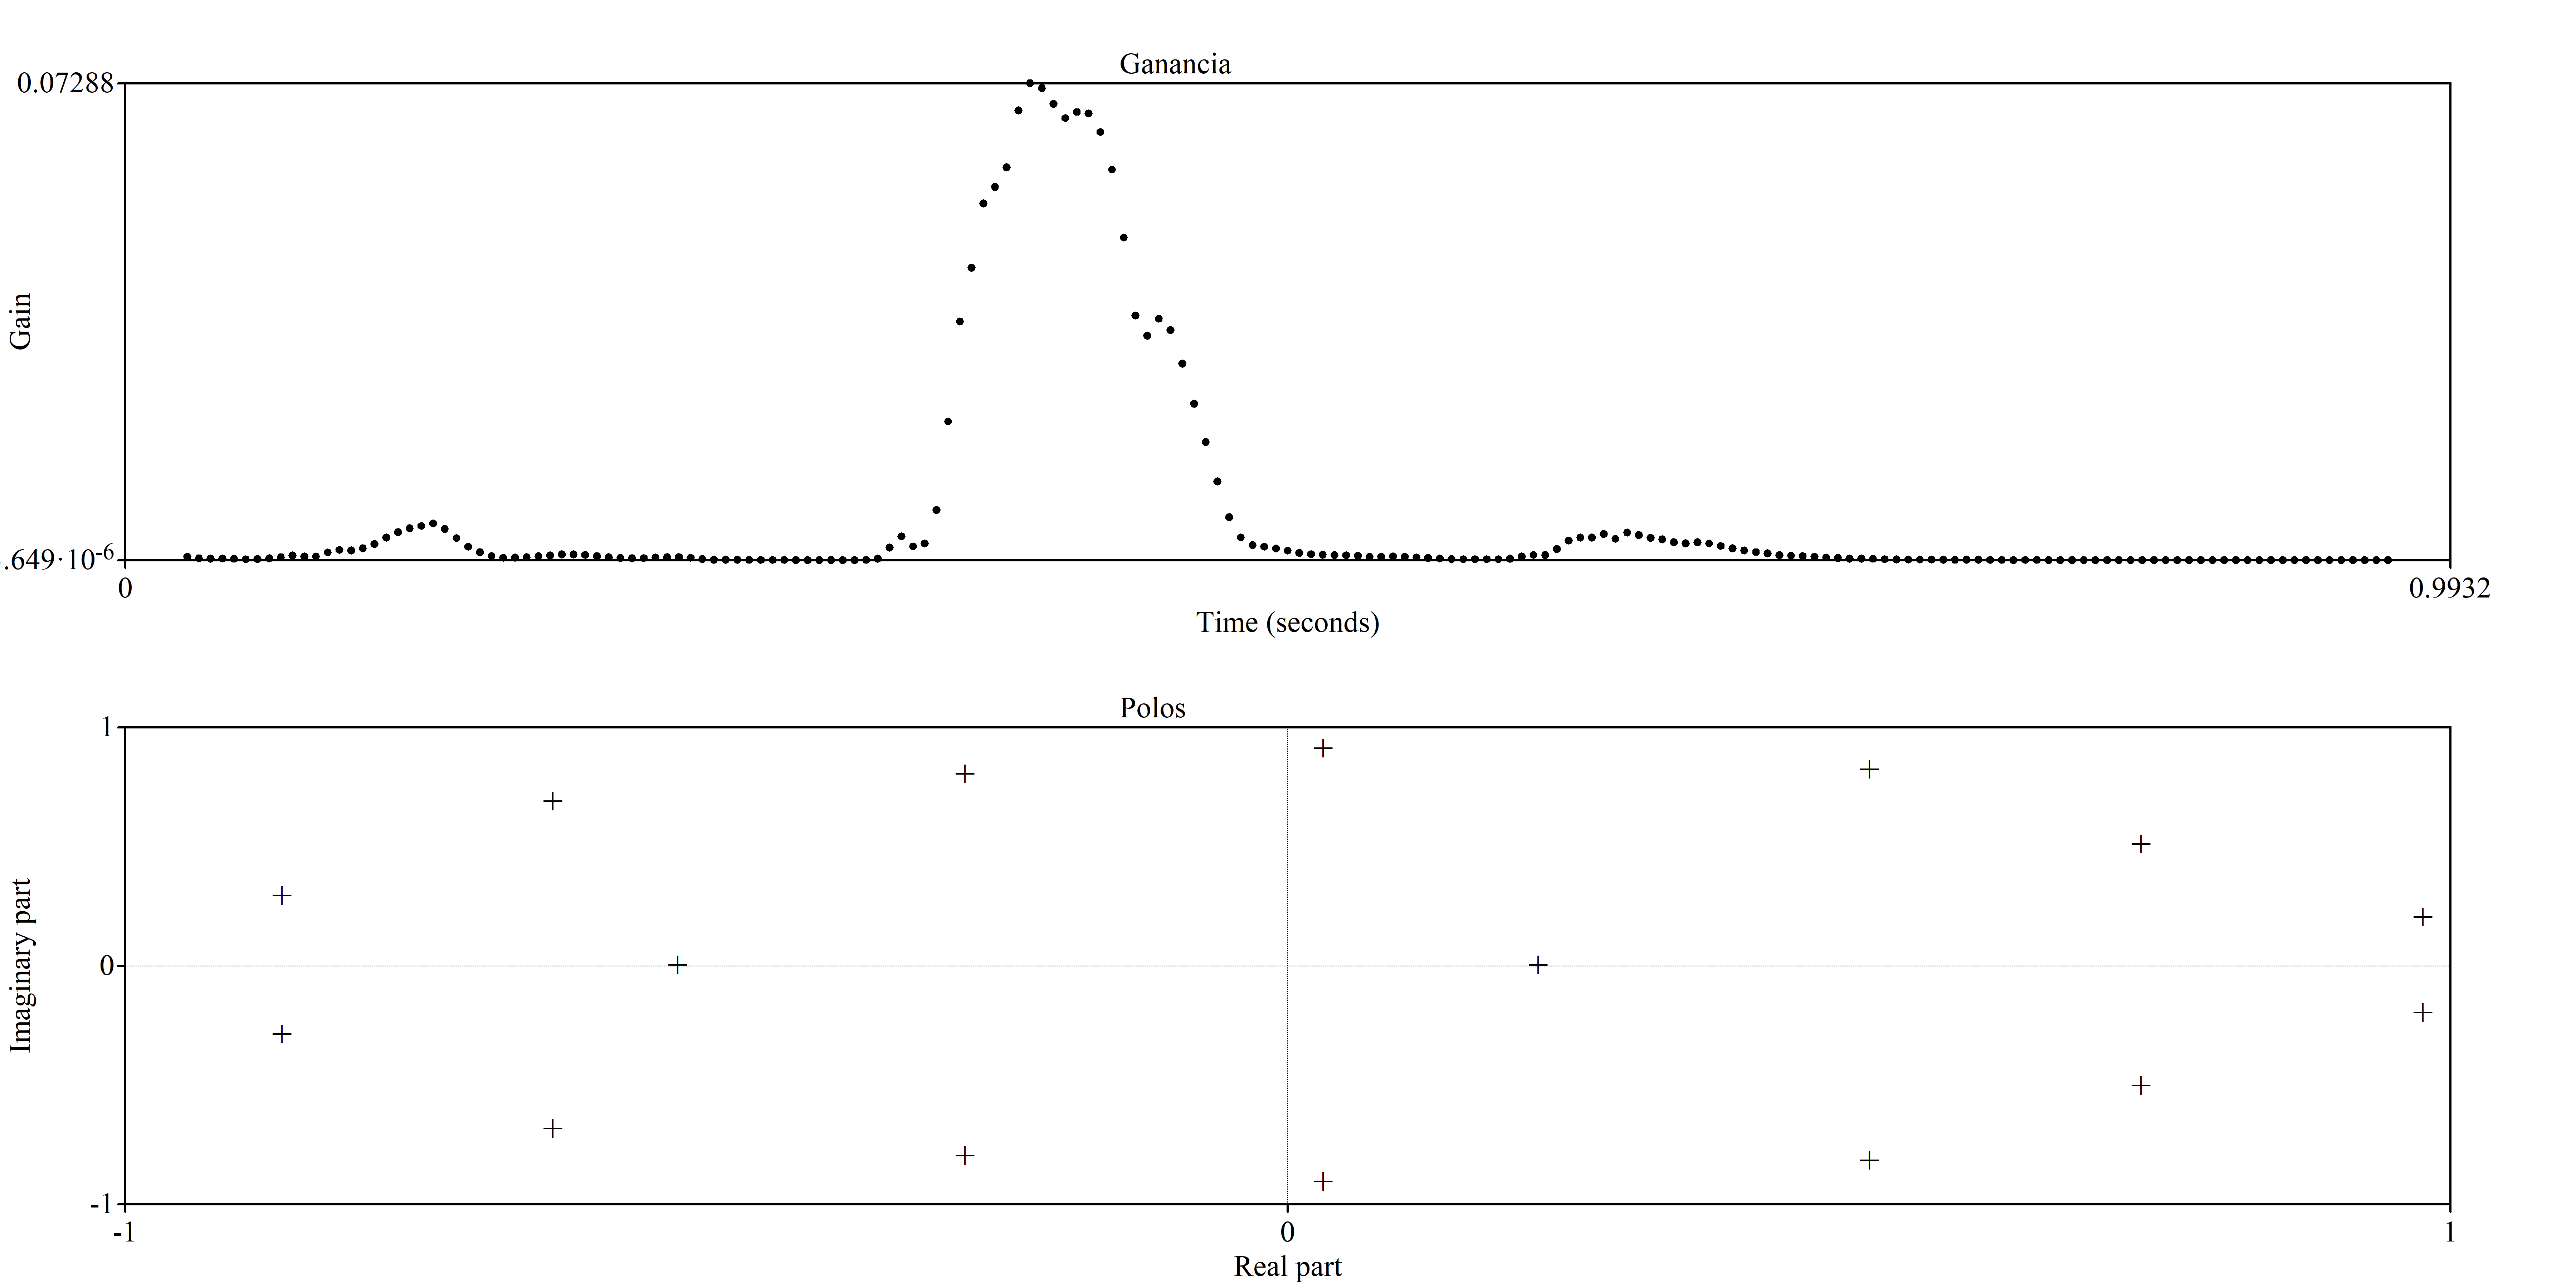 Ganancia
0.07288
Gain
.649·10-6
0
0.9932
Time (seconds)
Polos
1
Imaginary part
0
-1
-1
0
1
Real part